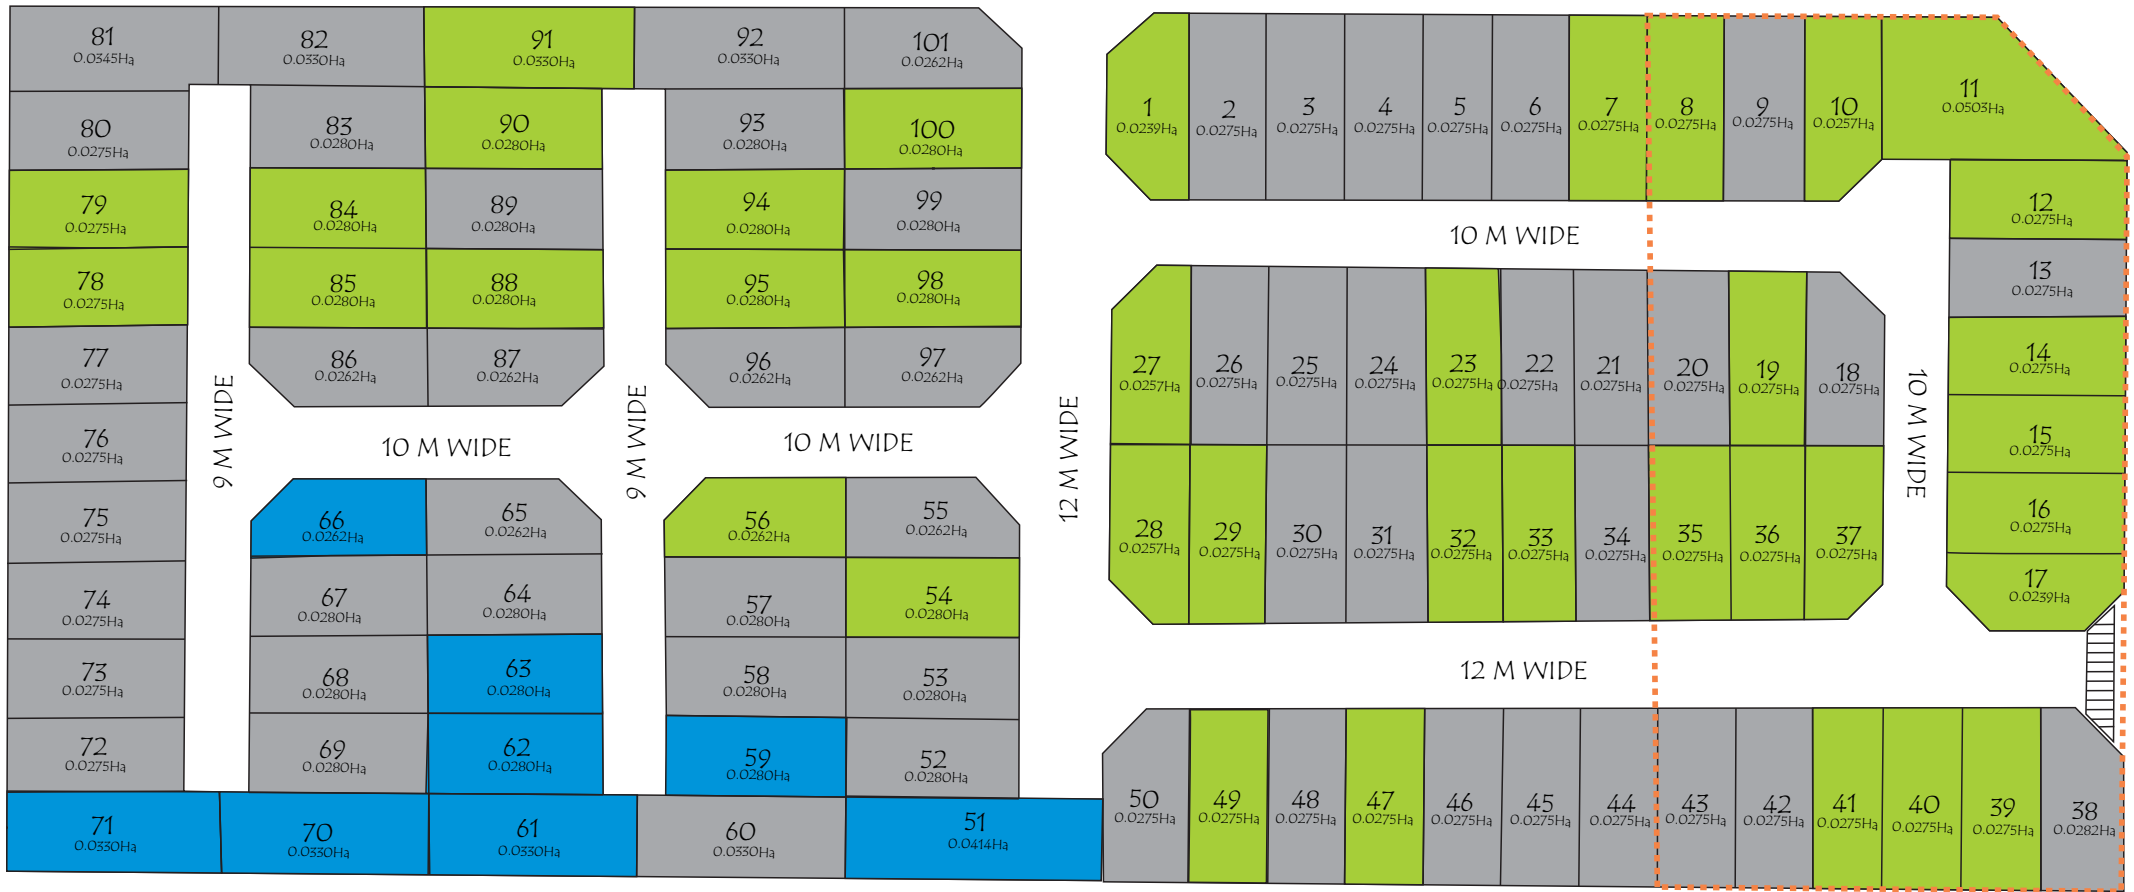 81
0.0345Ha
82
0.0330Ha
91
0.0330Ha
92
0.0330Ha
101
0.0262Ha
80
0.0275Ha
83
0.0280Ha
90
0.0280Ha
93
0.0280Ha
100
0.0280Ha
79
0.0275Ha
84
0.0280Ha
89
0.0280Ha
94
0.0280Ha
99
0.0280Ha
78
0.0275Ha
85
0.0280Ha
88
0.0280Ha
95
0.0280Ha
98
0.0280Ha
77
0.0275Ha
86
0.0262Ha
87
0.0262Ha
96
0.0262Ha
97
0.0262Ha
76
0.0275Ha
9 M WIDE
10 M WIDE
9 M WIDE
10 M WIDE
12 M WIDE
75
0.0275Ha
66
0.0262Ha
65
0.0262Ha
56
0.0262Ha
55
0.0262Ha
74
0.0275Ha
67
0.0280Ha
64
0.0280Ha
57
0.0280Ha
54
0.0280Ha
73
0.0275Ha
68
0.0280Ha
63
0.0280Ha
58
0.0280Ha
53
0.0280Ha
72
0.0275Ha
69
0.0280Ha
62
0.0280Ha
59
0.0280Ha
52
0.0280Ha
71
0.0330Ha
70
0.0330Ha
61
0.0330Ha
60
0.0330Ha
51
0.0414Ha
1
0.0239Ha
2
0.0275Ha
3
0.0275Ha
4
0.0275Ha
5
0.0275Ha
6
0.0275Ha
7
0.0275Ha
8
0.0275Ha
9
0.0275Ha
10
0.0257Ha
11
0.0503Ha
12
0.0275Ha
10 M WIDE
13
0.0275Ha
27
0.0257Ha
26
0.0275Ha
25
0.0275Ha
24
0.0275Ha
23
0.0275Ha
22
0.0275Ha
21
0.0275Ha
20
0.0275Ha
19
0.0275Ha
18
0.0257Ha
14
0.0275Ha
10 M WIDE
15
0.0275Ha
28
0.0257Ha
29
0.0275Ha
30
0.0275Ha
31
0.0275Ha
32
0.0275Ha
33
0.0275Ha
34
0.0275Ha
35
0.0275Ha
36
0.0275Ha
37
0.0275Ha
16
0.0275Ha
17
0.0239Ha
12 M WIDE
50
0.0275Ha
49
0.0275Ha
48
0.0275Ha
47
0.0275Ha
46
0.0275Ha
45
0.0275Ha
44
0.0275Ha
43
0.0275Ha
42
0.0275Ha
41
0.0275Ha
40
0.0275Ha
39
0.0275Ha
38
0.0282Ha